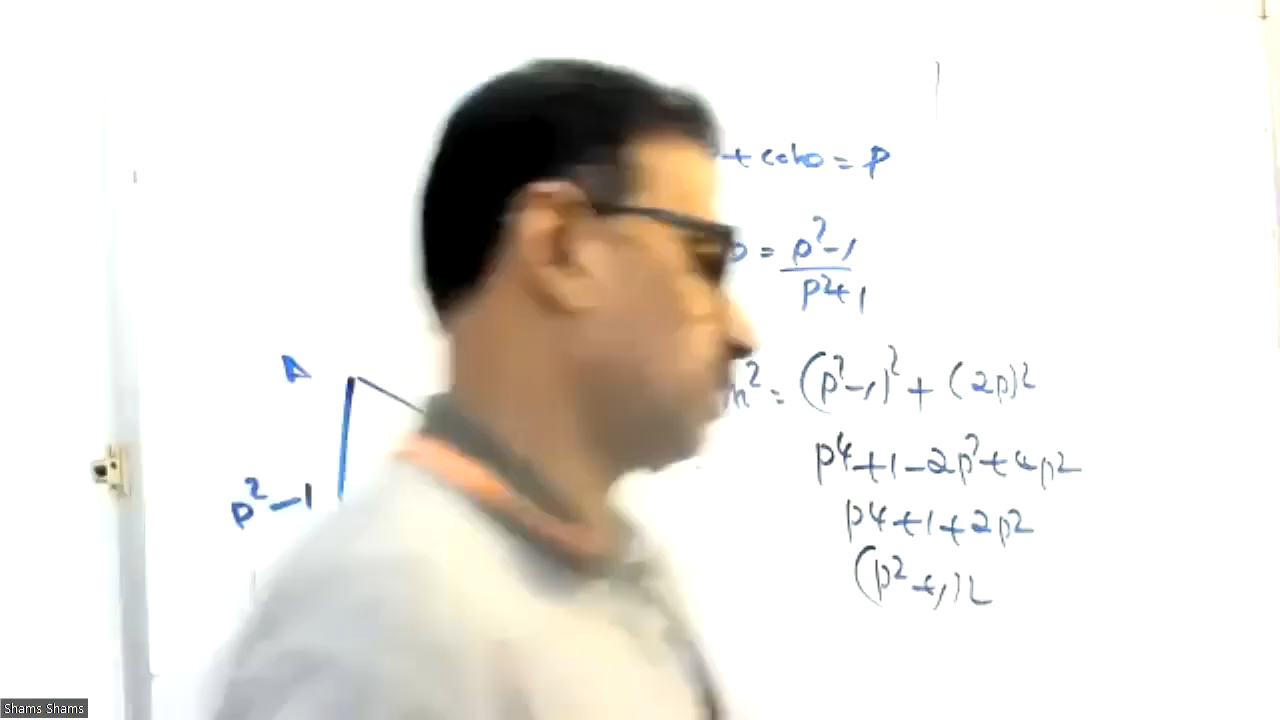 + cotθ = p
θ = p²-1
p²+1
A
h² = (p²-1)² + (2p)²
p⁴+1-2p²+4p²
p²-1
p⁴+1+2p²
(p²+1)²
Shams Shams